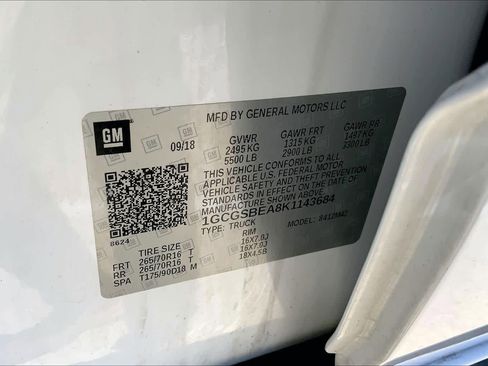 GM
MFD BY GENERAL MOTORS LLC
09/18 GVWR GAWR FRT GAWR RR
2495 KG 1315 KG 1497 KG
5500 LB 2900 LB 3300 LB
THIS VEHICLE CONFORMS TO ALL
APPLICABLE U.S. FEDERAL MOTOR
VEHICLE SAFETY AND THEFT PREVENTION
STANDARDS IN EFFECT ON THE DATE OF
MANUFACTURE SHOWN ABOVE.
1GCGSBEA8K1143684
TYPE: TRUCK MODEL:
8624
TIRE SIZE RIM
FRT 265/70R16 T 16X7.0J
RR 265/70R16 T 16X7.0J
SPA T175/90D18 M 18X4.5B